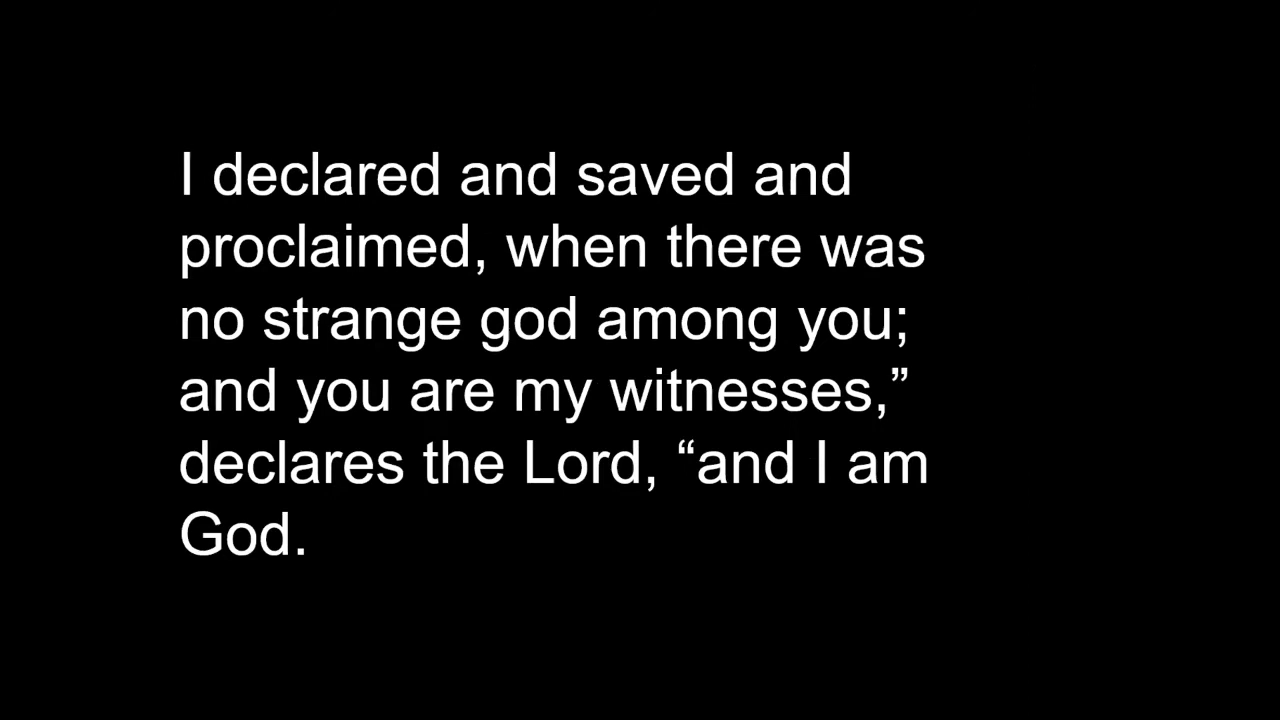 I declared and saved and
proclaimed, when there was
no strange god among you;
and you are my witnesses,”
declares the Lord, “and I am
God.